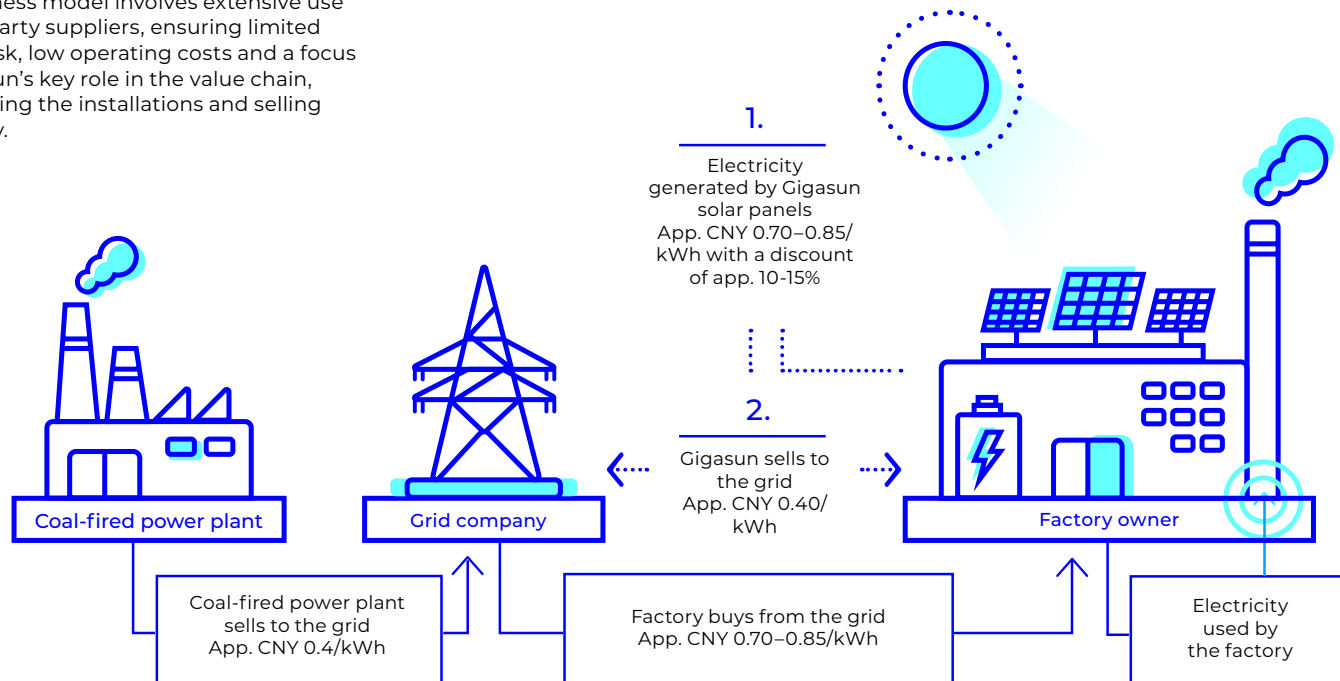 ness model involves extensive use
arty suppliers, ensuring limited
sk, low operating costs and a focus
un’s key role in the value chain,
ing the installations and selling
y.
1.
Electricity
generated by Gigasun
solar panels
App. CNY 0.70–0.85/
kWh with a discount
of app. 10-15%
2.
Gigasun sells to
the grid
App. CNY 0.40/
kWh
Coal-fired power plant
Grid company
Factory owner
Coal-fired power plant
sells to the grid
App. CNY 0.4/kWh
Factory buys from the grid
App. CNY 0.70–0.85/kWh
Electricity
used by
the factory